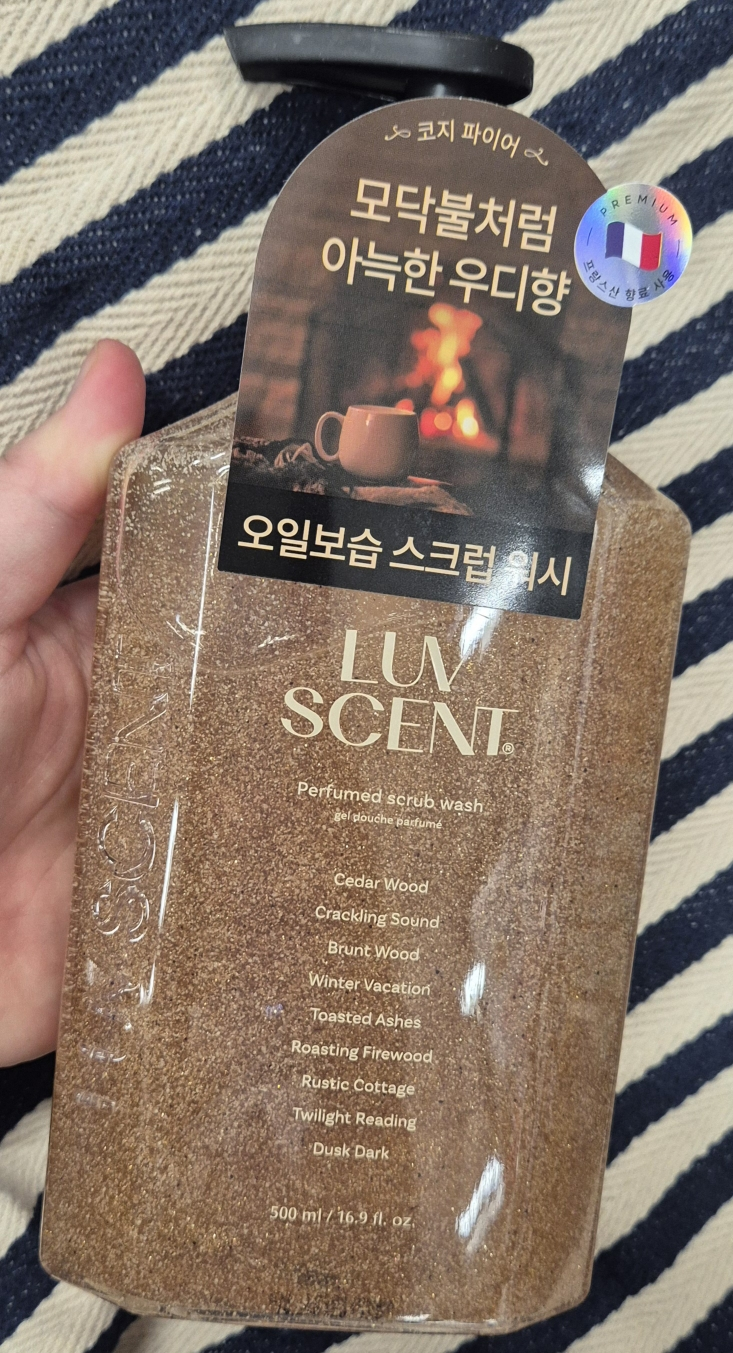 코지 파이어
모닥불처럼
아늑한 우디향
PREMIUM
프랑스산 향료 사용
오일보습 스크럽 워시
LUV
SCENT®
Perfumed scrub wash
gel douche parfumé
Cedar Wood
Crackling Sound
Brunt Wood
Winter Vacation
Toasted Ashes
Roasting Firewood
Rustic Cottage
Twilight Reading
Dusk Dark
500 ml / 16.9 fl. oz.
LUV SCENT